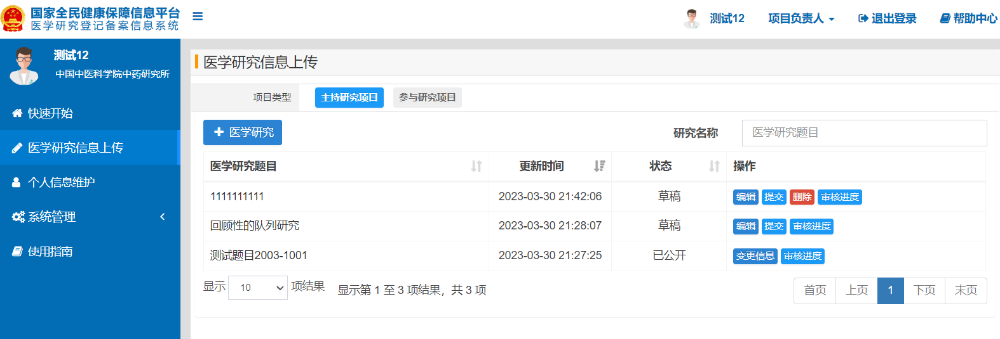 国家全民健康保障信息平台
医学研究登记备案信息系统
测试12 项目负责人 退出登录 帮助中心
测试12
中国中医科学院中药研究所
快速开始
医学研究信息上传
个人信息维护
系统管理
使用指南
医学研究信息上传
项目类型 主持研究项目 参与研究项目
医学研究 研究名称 医学研究题目
医学研究题目 更新时间 状态 操作
1111111111 2023-03-30 21:42:06 草稿 编辑 提交 删除 审核进度
回顾性的队列研究 2023-03-30 21:28:07 草稿 编辑 提交 审核进度
测试题目2003-1001 2023-03-30 21:27:25 已公开 变更信息 审核进度
显示 10 项结果 显示第 1 至 3 项结果，共 3 项 首页 上页 1 下页 末页